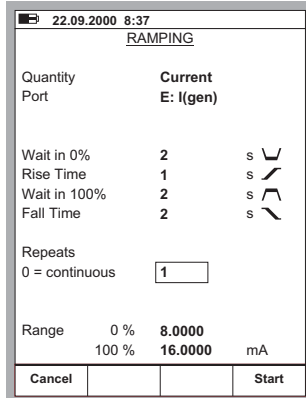 22.09.2000 8:37
RAMPING
Quantity Current
Port E: I(gen)
Wait in 0% 2 s
Rise Time 1 s
Wait in 100% 2 s
Fall Time 2 s
Repeats
0 = continuous 1
Range 0 % 8.0000
100 % 16.0000 mA
Cancel Start